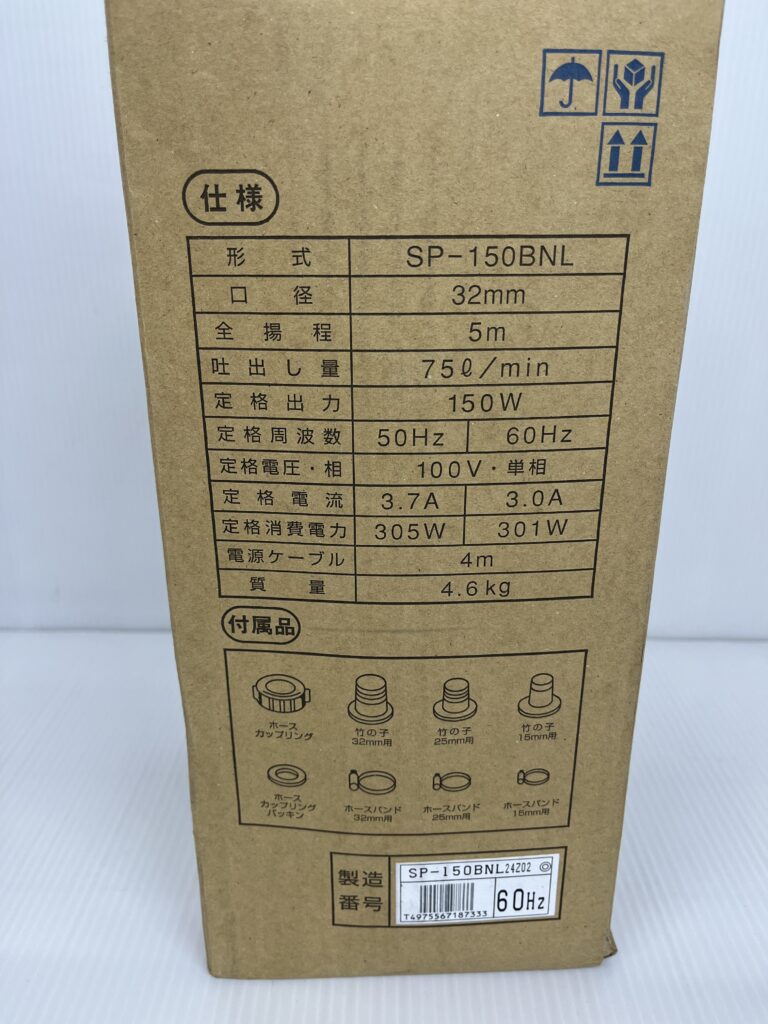 仕様
形式 SP-150BNL
口径 32mm
全揚程 5m
吐出し量 75ℓ/min
定格出力 150W
定格周波数 50Hz 60Hz
定格電圧・相 100V・単相
定格電流 3.7A 3.0A
定格消費電力 305W 301W
電源ケーブル 4m
質量 4.6kg
付属品
ホース
カップリング
竹の子
32mm用
竹の子
25mm用
竹の子
15mm用
ホース
カップリング
パッキン
ホースバンド
32mm用
ホースバンド
25mm用
ホースバンド
15mm用
製造
番号
SP-150BNL24Z02 ◎
T4975567187333
60Hz